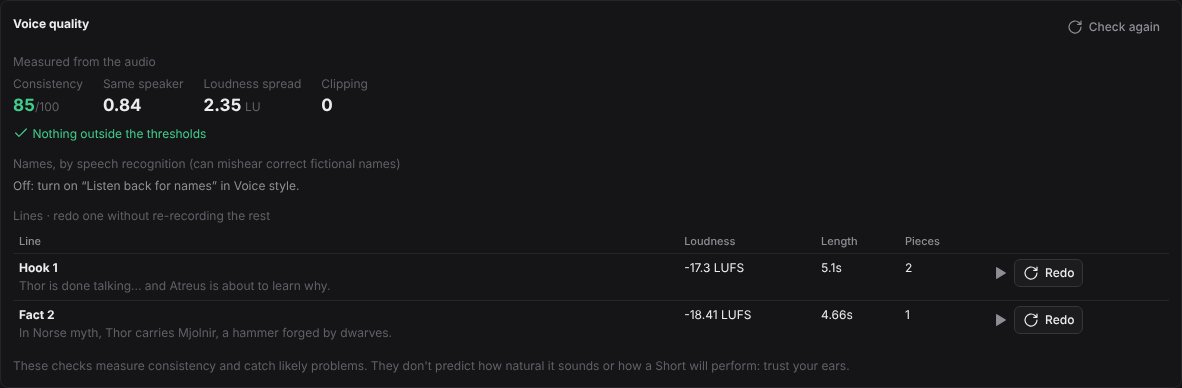 Voice quality
Check again
Measured from the audio
Consistency Same speaker Loudness spread Clipping
85/100 0.84 2.35 LU 0
✓ Nothing outside the thresholds
Names, by speech recognition (can mishear correct fictional names)
Off: turn on “Listen back for names” in Voice style.
Lines · redo one without re-recording the rest
Line Loudness Length Pieces
Hook 1 -17.3 LUFS 5.1s 2 Redo
Thor is done talking... and Atreus is about to learn why.
Fact 2 -18.41 LUFS 4.66s 1 Redo
In Norse myth, Thor carries Mjolnir, a hammer forged by dwarves.
These checks measure consistency and catch likely problems. They don't predict how natural it sounds or how a Short will perform: trust your ears.